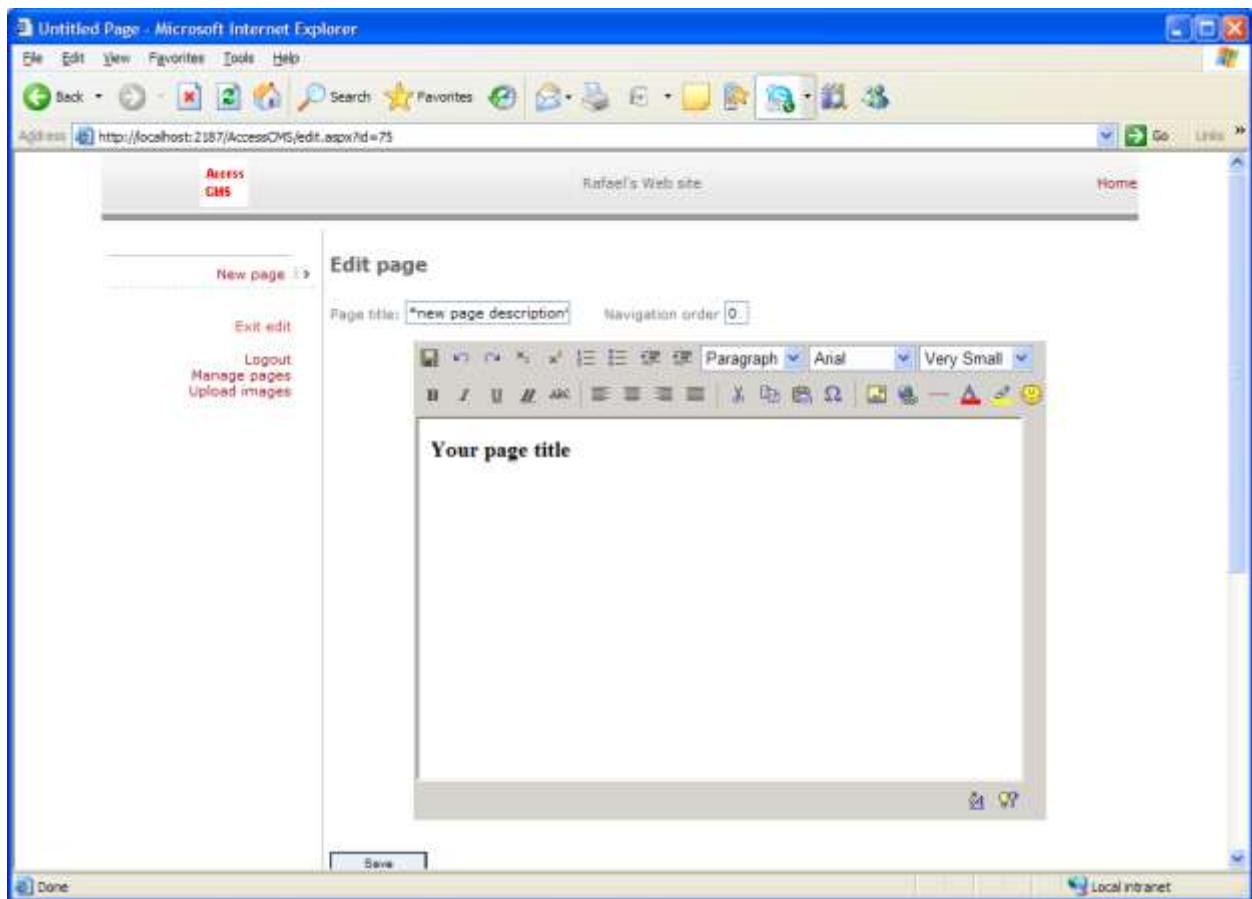 Untitled Page - Microsoft Internet Explorer
File Edit View Favorites Tools Help
Back Search Favorites
Address http://localhost:2187/AccessCMS/edit.aspx?id=75 Go Links »
Access
CMS
Rafael's Web site
Home
New page
Edit page
Page title: *new page description* Navigation order 0
Exit edit
Logout
Manage pages
Upload images
Paragraph Arial Very Small
B I U ABC Ω A
Your page title
Save
Done Local intranet